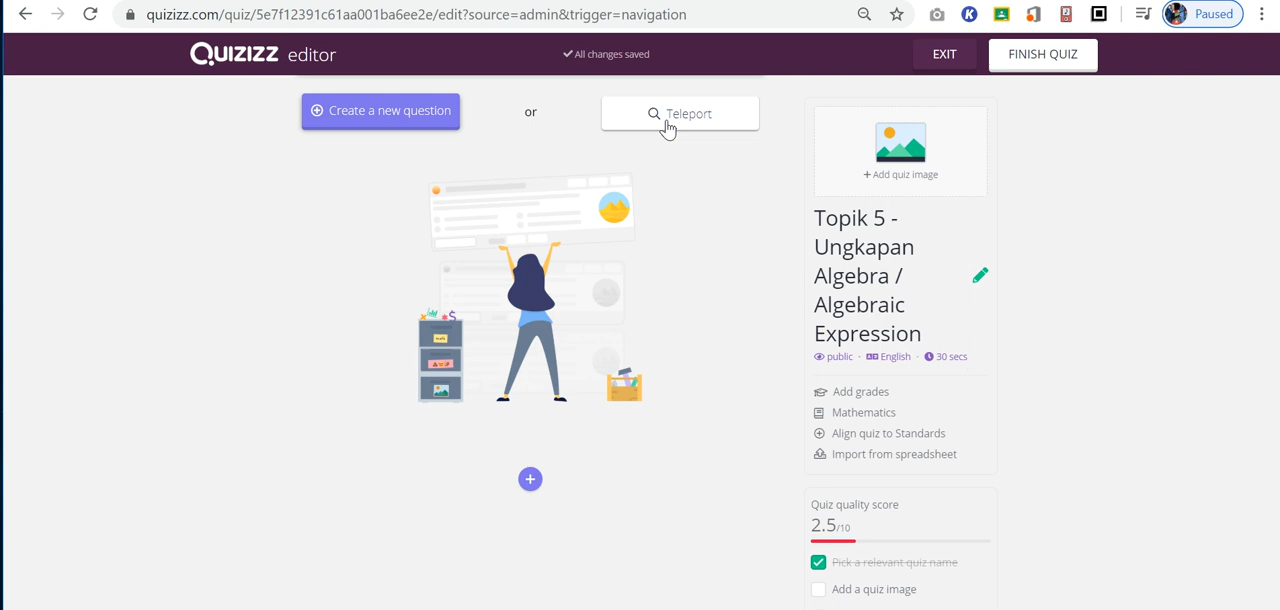 quizizz.com/quiz/5e7f12391c61aa001ba6ee2e/edit?source=admin&trigger=navigation
Paused
QUIZIZZ editor
All changes saved
EXIT
FINISH QUIZ
Create a new question
or
Teleport
+ Add quiz image
Topik 5 -
Ungkapan
Algebra /
Algebraic
Expression
public · English · 30 secs
Add grades
Mathematics
Align quiz to Standards
Import from spreadsheet
Quiz quality score
2.5/10
Pick a relevant quiz name
Add a quiz image